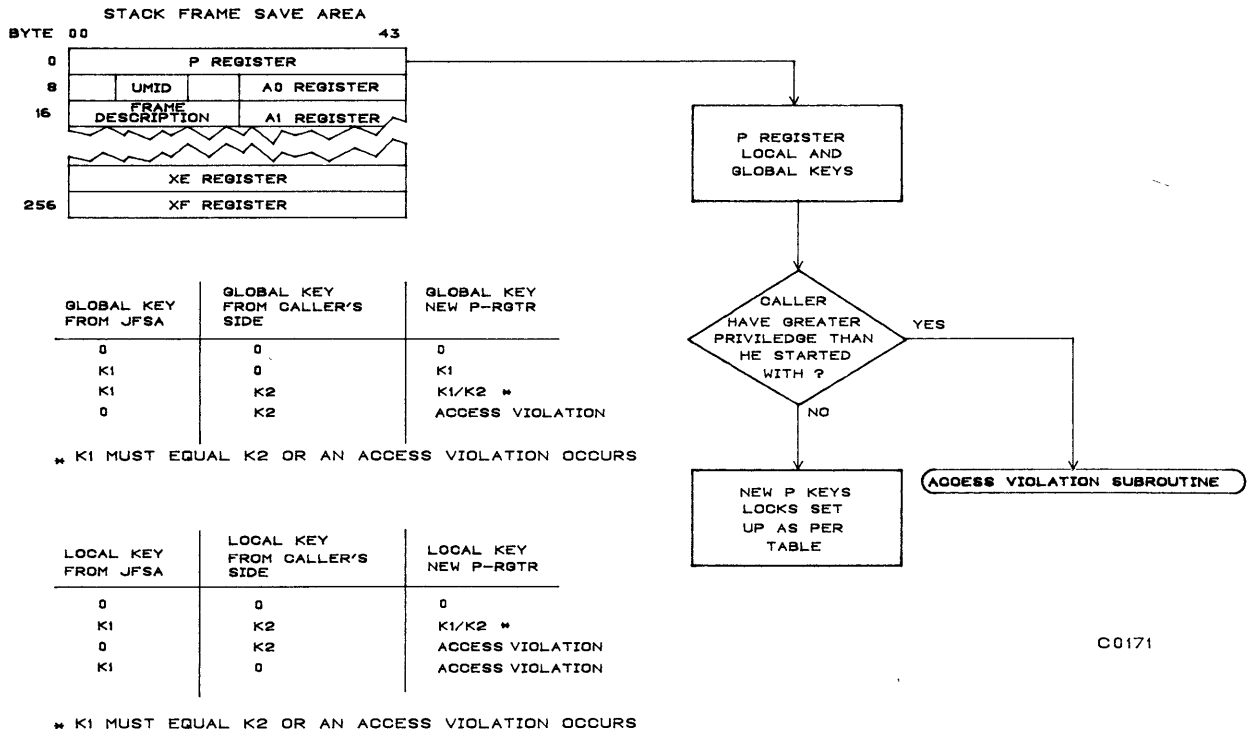 STACK FRAME SAVE AREA
BYTE 00 43
0 P REGISTER
8 UMID A0 REGISTER
16 FRAME DESCRIPTION A1 REGISTER
XE REGISTER
256 XF REGISTER
P REGISTER
LOCAL AND
GLOBAL KEYS
CALLER
HAVE GREATER
PRIVILEDGE THAN
HE STARTED
WITH ?
YES
NO
NEW P KEYS
LOCKS SET
UP AS PER
TABLE
ACCESS VIOLATION SUBROUTINE
GLOBAL KEY
FROM JFSA
GLOBAL KEY
FROM CALLER'S
SIDE
GLOBAL KEY
NEW P-RGTR
0 0 0
K1 0 K1
K1 K2 K1/K2 *
0 K2 ACCESS VIOLATION
* K1 MUST EQUAL K2 OR AN ACCESS VIOLATION OCCURS
LOCAL KEY
FROM JFSA
LOCAL KEY
FROM CALLER'S
SIDE
LOCAL KEY
NEW P-RGTR
0 0 0
K1 K2 K1/K2 *
0 K2 ACCESS VIOLATION
K1 0 ACCESS VIOLATION
* K1 MUST EQUAL K2 OR AN ACCESS VIOLATION OCCURS
C0171